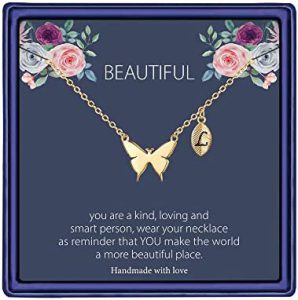 BEAUTIFUL
L
you are a kind, loving and
smart person, wear your necklace
as reminder that YOU make the world
a more beautiful place.
Handmade with love